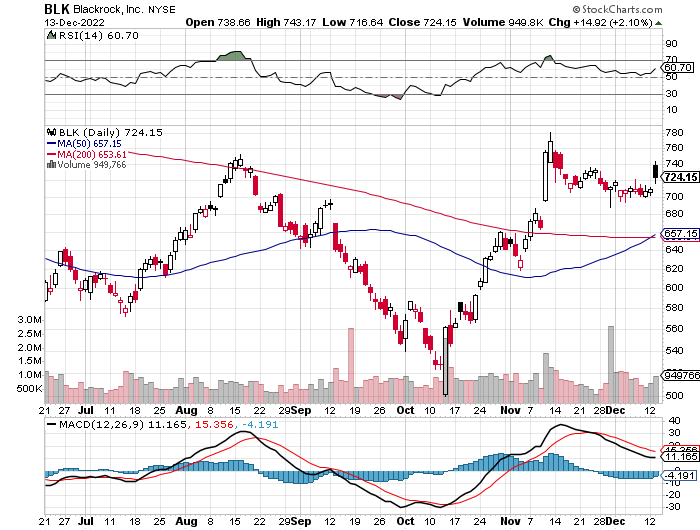 BLK Blackrock, Inc. NYSE © StockCharts.com
13-Dec-2022 Open 738.66 High 743.17 Low 716.64 Close 724.15 Volume 949.8K Chg +14.92 (+2.10%)
RSI(14) 60.70
90
70
60.70
50
30
10
BLK (Daily) 724.15
MA(50) 657.15
MA(200) 653.61
Volume 949,766
780
760
740
724.15
700
680
657.15
640
620
600
580
560
540
520
500
3.0M
2.5M
2.0M
1.5M
1.0M
500K
949766
21 27 Jul 11 18 25 Aug 8 15 22 29 Sep 12 19 26 Oct 10 17 24 Nov 7 14 21 28 Dec 12
MACD(12,26,9) 11.165, 15.356, -4.191
40
30
20
15.356
11.165
0
-4.191
-10
-20
-30
21 27 Jul 11 18 25 Aug 8 15 22 29 Sep 12 19 26 Oct 10 17 24 Nov 7 14 21 28 Dec 12